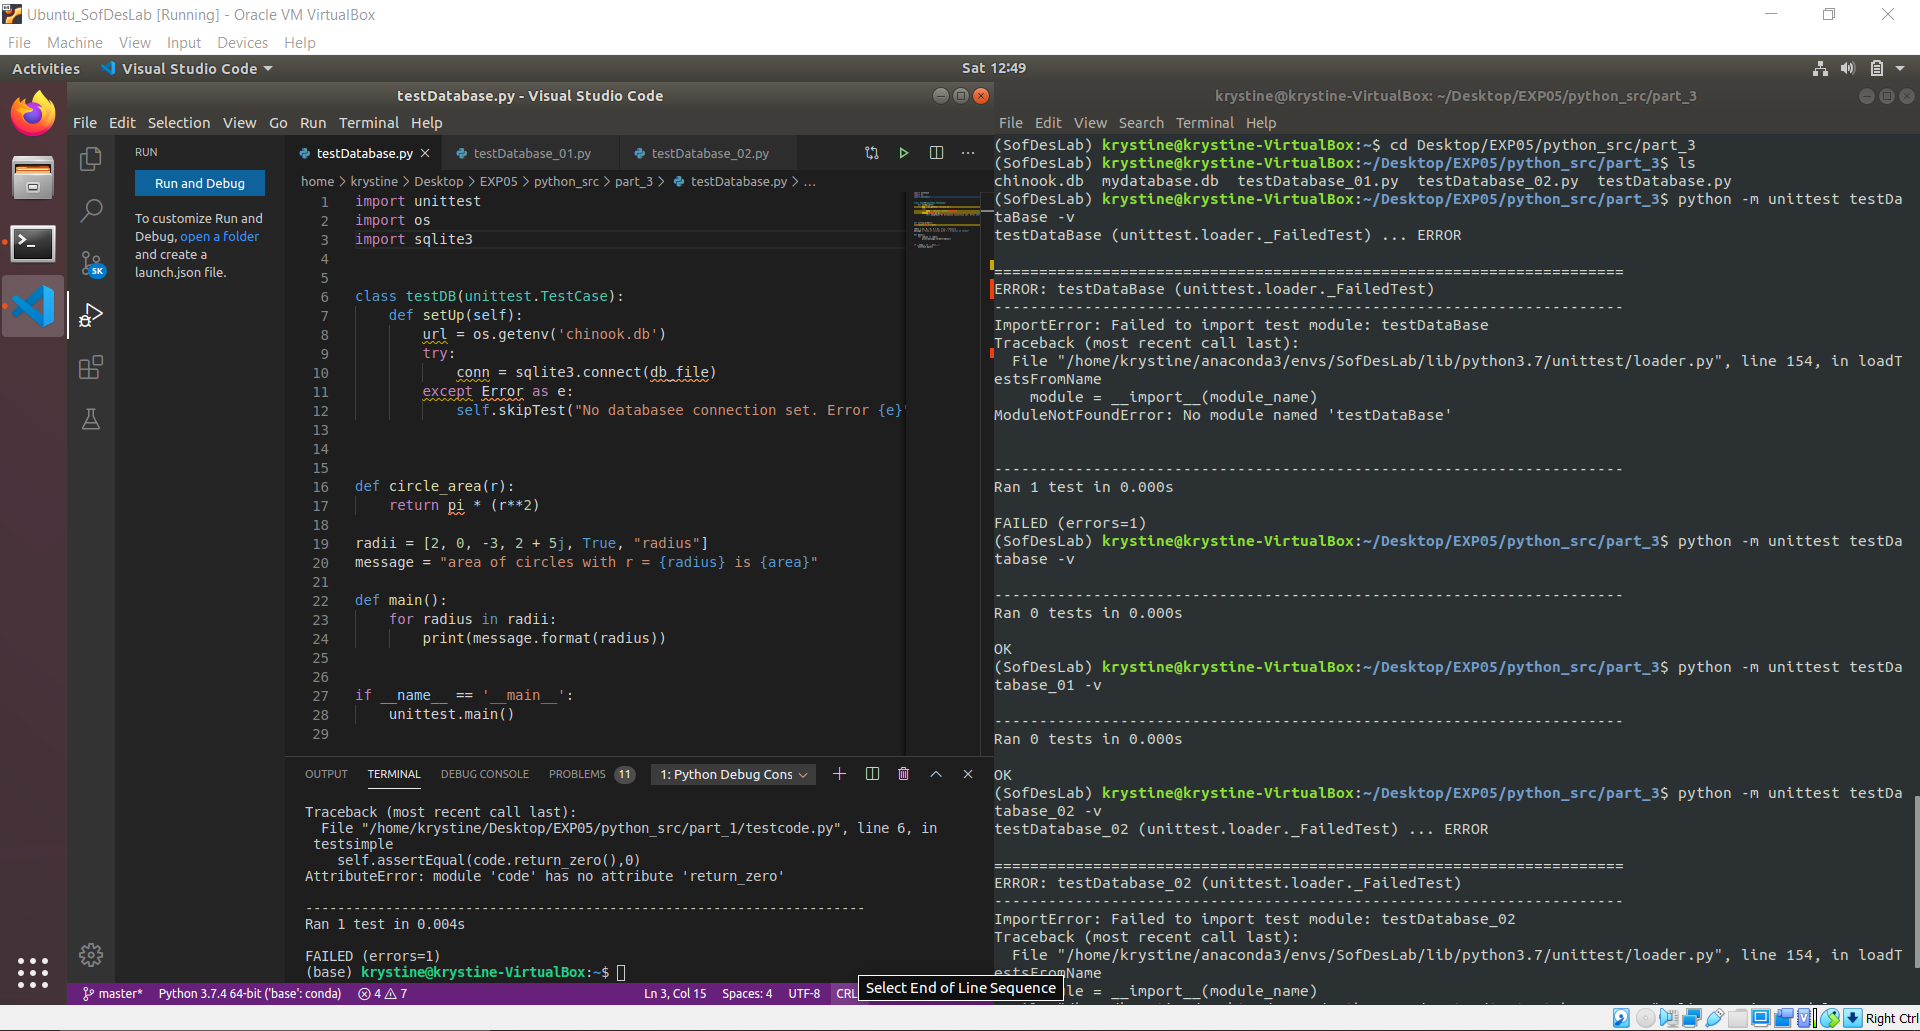 Ubuntu_SofDesLab [Running] - Oracle VM VirtualBox
File Machine View Input Devices Help
Activities Visual Studio Code Sat 12:49
testDatabase.py - Visual Studio Code
File Edit Selection View Go Run Terminal Help
RUN
Run and Debug
To customize Run and
Debug, open a folder
and create a
launch.json file.
5K
testDatabase.py testDatabase_01.py testDatabase_02.py
home > krystine > Desktop > EXP05 > python_src > part_3 > testDatabase.py > ...
1 import unittest
2 import os
3 import sqlite3
4
5
6 class testDB(unittest.TestCase):
7 def setUp(self):
8 url = os.getenv('chinook.db')
9 try:
10 conn = sqlite3.connect(db_file)
11 except Error as e:
12 self.skipTest("No databasee connection set. Error {e}"
13
14
15
16 def circle_area(r):
17 return pi * (r**2)
18
19 radii = [2, 0, -3, 2 + 5j, True, "radius"]
20 message = "area of circles with r = {radius} is {area}"
21
22 def main():
23 for radius in radii:
24 print(message.format(radius))
25
26
27 if __name__ == '__main__':
28 unittest.main()
29
OUTPUT TERMINAL DEBUG CONSOLE PROBLEMS 11 1: Python Debug Cons
Traceback (most recent call last):
File "/home/krystine/Desktop/EXP05/python_src/part_1/testcode.py", line 6, in
testsimple
self.assertEqual(code.return_zero(),0)
AttributeError: module 'code' has no attribute 'return_zero'
----------------------------------------------------------------------
Ran 1 test in 0.004s
FAILED (errors=1)
(base) krystine@krystine-VirtualBox:~$
master* Python 3.7.4 64-bit ('base': conda) 4 7 Ln 3, Col 15 Spaces: 4 UTF-8 CRL
Select End of Line Sequence
krystine@krystine-VirtualBox: ~/Desktop/EXP05/python_src/part_3
File Edit View Search Terminal Help
(SofDesLab) krystine@krystine-VirtualBox:~$ cd Desktop/EXP05/python_src/part_3
(SofDesLab) krystine@krystine-VirtualBox:~/Desktop/EXP05/python_src/part_3$ ls
chinook.db mydatabase.db testDatabase_01.py testDatabase_02.py testDatabase.py
(SofDesLab) krystine@krystine-VirtualBox:~/Desktop/EXP05/python_src/part_3$ python -m unittest testDa
taBase -v
testDataBase (unittest.loader._FailedTest) ... ERROR
======================================================================
ERROR: testDataBase (unittest.loader._FailedTest)
----------------------------------------------------------------------
ImportError: Failed to import test module: testDataBase
Traceback (most recent call last):
File "/home/krystine/anaconda3/envs/SofDesLab/lib/python3.7/unittest/loader.py", line 154, in loadT
estsFromName
module = __import__(module_name)
ModuleNotFoundError: No module named 'testDataBase'
----------------------------------------------------------------------
Ran 1 test in 0.000s
FAILED (errors=1)
(SofDesLab) krystine@krystine-VirtualBox:~/Desktop/EXP05/python_src/part_3$ python -m unittest testDa
tabase -v
----------------------------------------------------------------------
Ran 0 tests in 0.000s
OK
(SofDesLab) krystine@krystine-VirtualBox:~/Desktop/EXP05/python_src/part_3$ python -m unittest testDa
tabase_01 -v
----------------------------------------------------------------------
Ran 0 tests in 0.000s
OK
(SofDesLab) krystine@krystine-VirtualBox:~/Desktop/EXP05/python_src/part_3$ python -m unittest testDa
tabase_02 -v
testDatabase_02 (unittest.loader._FailedTest) ... ERROR
======================================================================
ERROR: testDatabase_02 (unittest.loader._FailedTest)
----------------------------------------------------------------------
ImportError: Failed to import test module: testDatabase_02
Traceback (most recent call last):
File "/home/krystine/anaconda3/envs/SofDesLab/lib/python3.7/unittest/loader.py", line 154, in loadT
estsFromName
le = __import__(module_name)
Right Ctrl